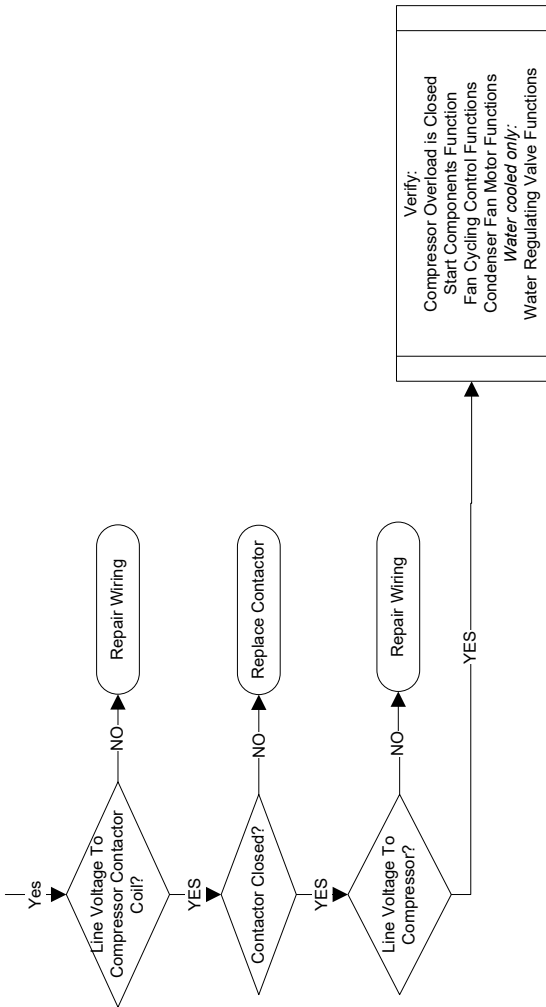 Yes
Line Voltage To
Compressor Contactor
Coil?
NO
Repair Wiring
YES
Contactor Closed?
NO
Replace Contactor
YES
Line Voltage To
Compressor?
NO
Repair Wiring
YES
Verify:
Compressor Overload is Closed
Start Components Function
Fan Cycling Control Functions
Condenser Fan Motor Functions
Water cooled only:
Water Regulating Valve Functions